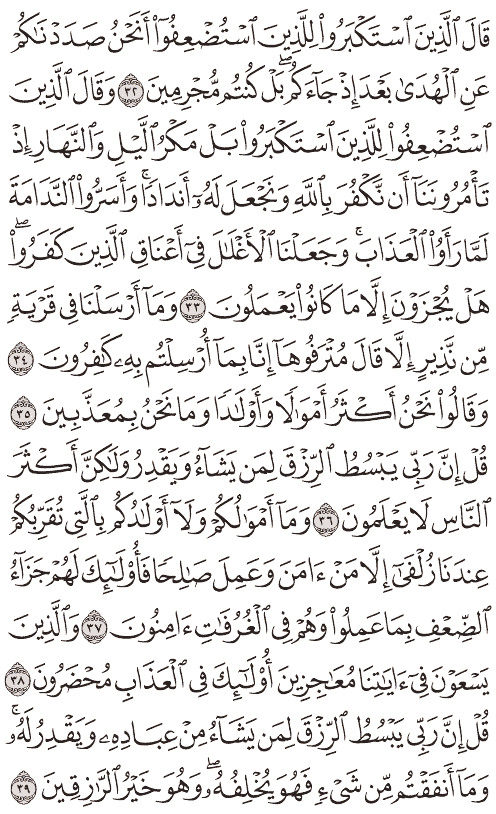 قَالَ ٱلَّذِينَ ٱسْتَكْبَرُوا۟ لِلَّذِينَ ٱسْتُضْعِفُوٓا۟ أَنَحْنُ صَدَدْنَٰكُمْ
عَنِ ٱلْهُدَىٰ بَعْدَ إِذْ جَآءَكُم ۖ بَلْ كُنتُم مُّجْرِمِينَ ٣٢ وَقَالَ ٱلَّذِينَ
ٱسْتُضْعِفُوا۟ لِلَّذِينَ ٱسْتَكْبَرُوا۟ بَلْ مَكْرُ ٱلَّيْلِ وَٱلنَّهَارِ إِذْ
تَأْمُرُونَنَآ أَن نَّكْفُرَ بِٱللَّهِ وَنَجْعَلَ لَهُۥٓ أَندَادًا ۚ وَأَسَرُّوا۟ ٱلنَّدَامَةَ
لَمَّا رَأَوُا۟ ٱلْعَذَابَ ۚ وَجَعَلْنَا ٱلْأَغْلَٰلَ فِىٓ أَعْنَاقِ ٱلَّذِينَ كَفَرُوا۟ ۖ
هَلْ يُجْزَوْنَ إِلَّا مَا كَانُوا۟ يَعْمَلُونَ ٣٣ وَمَآ أَرْسَلْنَا فِى قَرْيَةٍ
مِّن نَّذِيرٍ إِلَّا قَالَ مُتْرَفُوهَآ إِنَّا بِمَآ أُرْسِلْتُم بِهِۦ كَٰفِرُونَ ٣٤
وَقَالُوا۟ نَحْنُ أَكْثَرُ أَمْوَٰلًا وَأَوْلَٰدًا وَمَا نَحْنُ بِمُعَذَّبِينَ ٣٥
قُلْ إِنَّ رَبِّى يَبْسُطُ ٱلرِّزْقَ لِمَن يَشَآءُ وَيَقْدِرُ وَلَٰكِنَّ أَكْثَرَ
ٱلنَّاسِ لَا يَعْلَمُونَ ٣٦ وَمَآ أَمْوَٰلُكُمْ وَلَآ أَوْلَٰدُكُم بِٱلَّتِى تُقَرِّبُكُمْ
عِندَنَا زُلْفَىٰٓ إِلَّا مَنْ ءَامَنَ وَعَمِلَ صَٰلِحًا فَأُو۟لَٰٓئِكَ لَهُمْ جَزَآءُ
ٱلضِّعْفِ بِمَا عَمِلُوا۟ وَهُمْ فِى ٱلْغُرُفَٰتِ ءَامِنُونَ ٣٧ وَٱلَّذِينَ
يَسْعَوْنَ فِىٓ ءَايَٰتِنَا مُعَٰجِزِينَ أُو۟لَٰٓئِكَ فِى ٱلْعَذَابِ مُحْضَرُونَ ٣٨
قُلْ إِنَّ رَبِّى يَبْسُطُ ٱلرِّزْقَ لِمَن يَشَآءُ مِنْ عِبَادِهِۦ وَيَقْدِرُ لَهُۥ ۚ
وَمَآ أَنفَقْتُم مِّن شَىْءٍ فَهُوَ يُخْلِفُهُۥ ۖ وَهُوَ خَيْرُ ٱلرَّٰزِقِينَ ٣٩